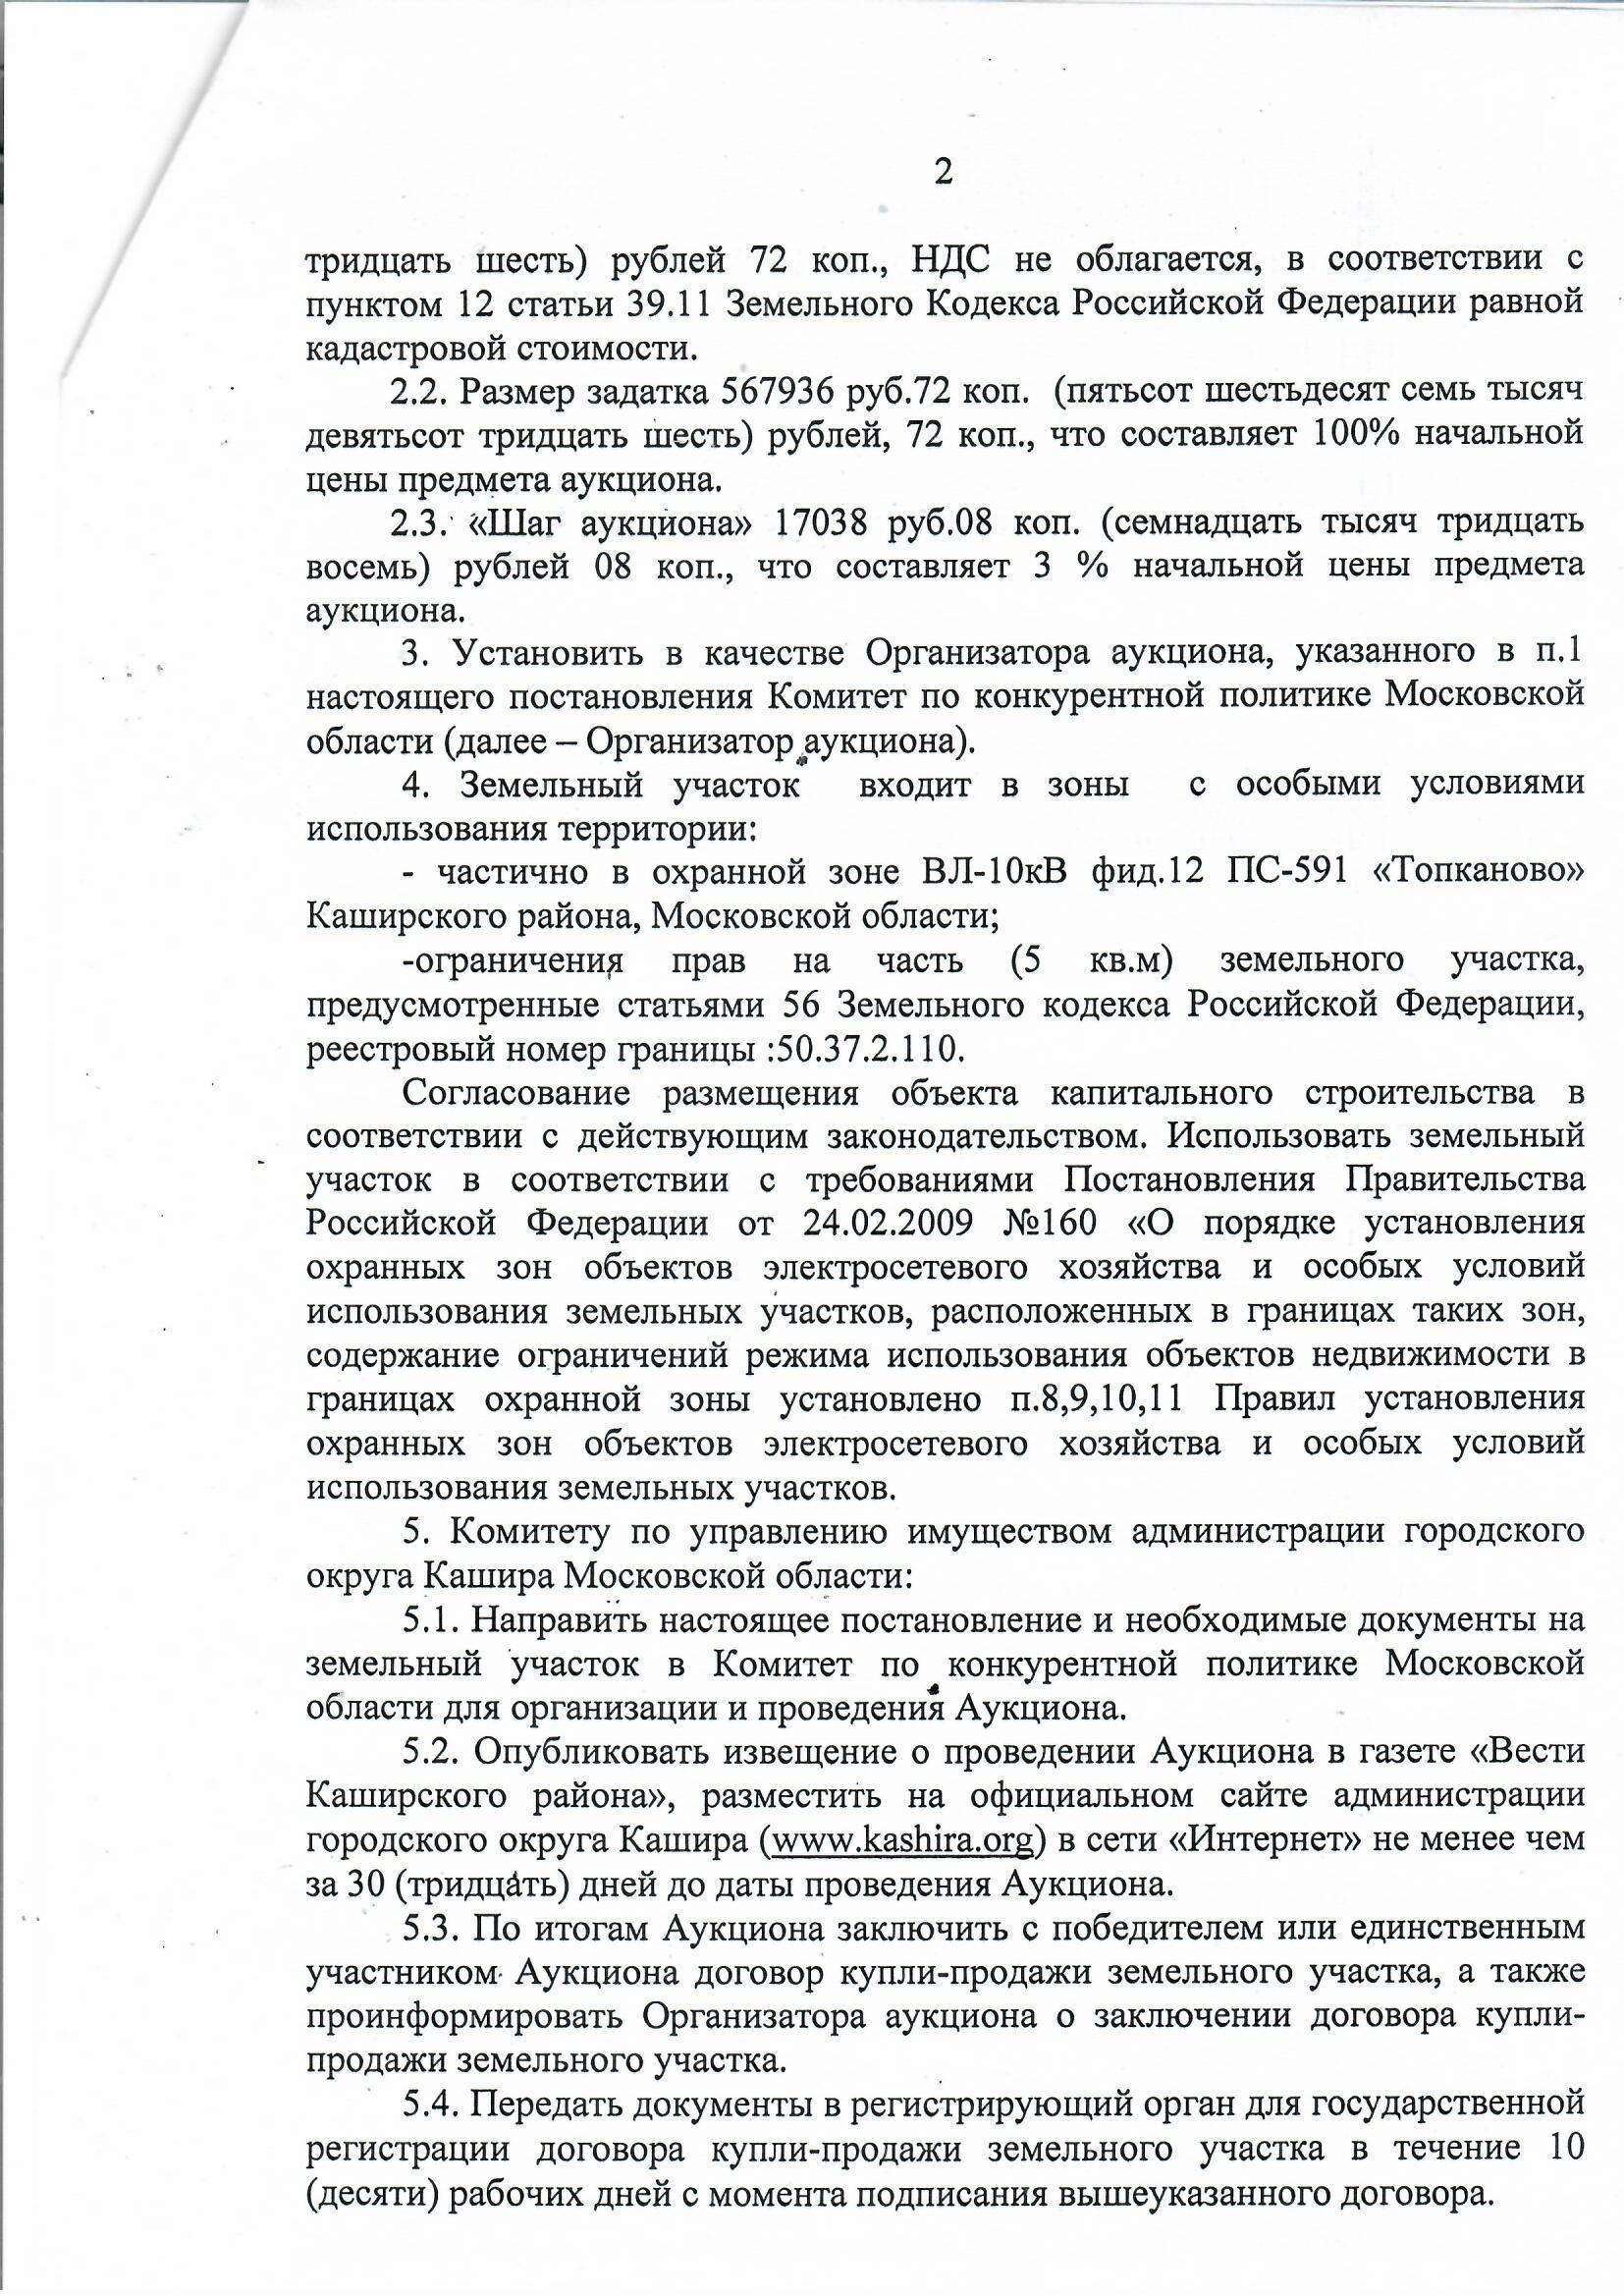 2
тридцать шесть) рублей 72 коп., НДС не облагается, в соответствии с
пунктом 12 статьи 39.11 Земельного Кодекса Российской Федерации равной
кадастровой стоимости.
2.2. Размер задатка 567936 руб.72 коп. (пятьсот шестьдесят семь тысяч
девятьсот тридцать шесть) рублей, 72 коп., что составляет 100% начальной
цены предмета аукциона.
2.3. «Шаг аукциона» 17038 руб.08 коп. (семнадцать тысяч тридцать
восемь) рублей 08 коп., что составляет 3 % начальной цены предмета
аукциона.
3. Установить в качестве Организатора аукциона, указанного в п.1
настоящего постановления Комитет по конкурентной политике Московской
области (далее – Организатор аукциона).
4. Земельный участок входит в зоны с особыми условиями
использования территории:
- частично в охранной зоне ВЛ-10кВ фид.12 ПС-591 «Топканово»
Каширского района, Московской области;
-ограничения прав на часть (5 кв.м) земельного участка,
предусмотренные статьями 56 Земельного кодекса Российской Федерации,
реестровый номер границы :50.37.2.110.
Согласование размещения объекта капитального строительства в
соответствии с действующим законодательством. Использовать земельный
участок в соответствии с требованиями Постановления Правительства
Российской Федерации от 24.02.2009 №160 «О порядке установления
охранных зон объектов электросетевого хозяйства и особых условий
использования земельных участков, расположенных в границах таких зон,
содержание ограничений режима использования объектов недвижимости в
границах охранной зоны установлено п.8,9,10,11 Правил установления
охранных зон объектов электросетевого хозяйства и особых условий
использования земельных участков.
5. Комитету по управлению имуществом администрации городского
округа Кашира Московской области:
5.1. Направить настоящее постановление и необходимые документы на
земельный участок в Комитет по конкурентной политике Московской
области для организации и проведения Аукциона.
5.2. Опубликовать извещение о проведении Аукциона в газете «Вести
Каширского района», разместить на официальном сайте администрации
городского округа Кашира (www.kashira.org) в сети «Интернет» не менее чем
за 30 (тридцать) дней до даты проведения Аукциона.
5.3. По итогам Аукциона заключить с победителем или единственным
участником Аукциона договор купли-продажи земельного участка, а также
проинформировать Организатора аукциона о заключении договора купли-
продажи земельного участка.
5.4. Передать документы в регистрирующий орган для государственной
регистрации договора купли-продажи земельного участка в течение 10
(десяти) рабочих дней с момента подписания вышеуказанного договора.